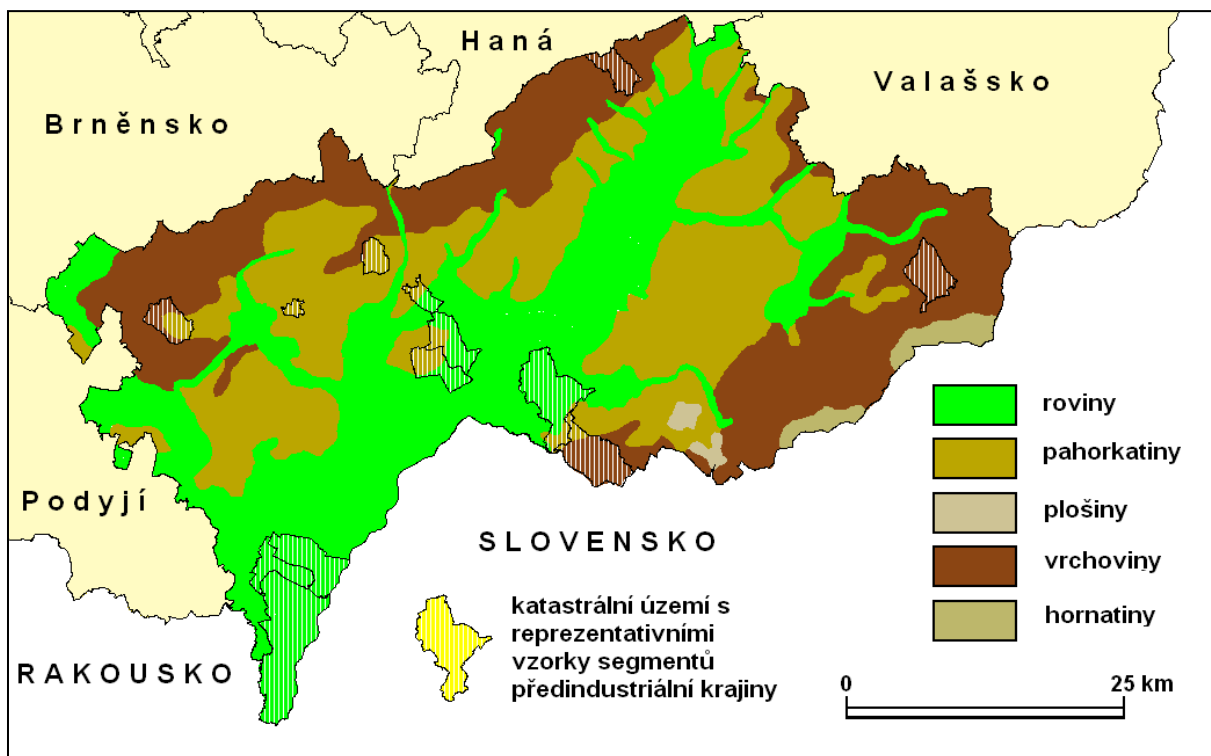 Haná
Valašsko
Brněnsko
Podyjí
SLOVENSKO
RAKOUSKO
katastrální území s
reprezentativními
vzorky segmentů
předindustriální krajiny
roviny
pahorkatiny
plošiny
vrchoviny
hornatiny
0 25 km